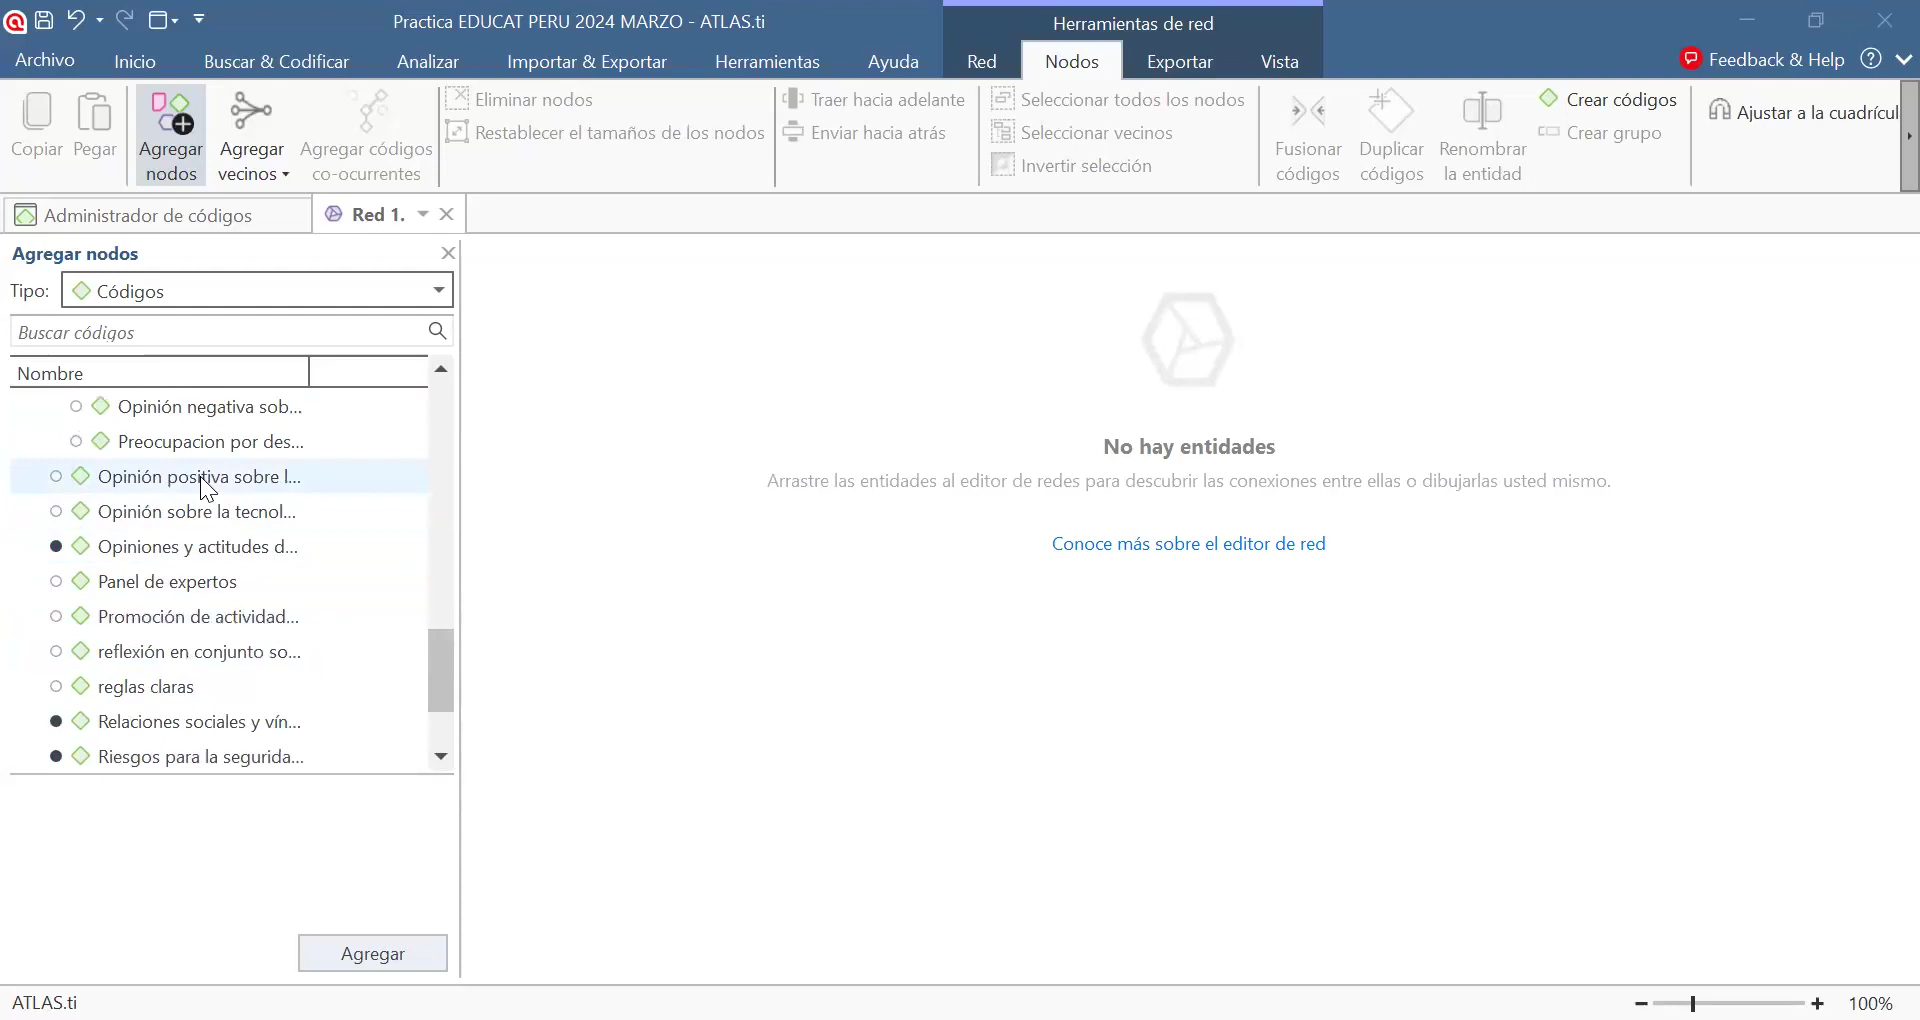 Practica EDUCAT PERU 2024 MARZO - ATLAS.ti
Herramientas de red
Archivo Inicio Buscar & Codificar Analizar Importar & Exportar Herramientas Ayuda Red Nodos Exportar Vista Feedback & Help
Copiar
Pegar
Agregar nodos
Agregar vecinos
Agregar códigos co-ocurrentes
Eliminar nodos
Restablecer el tamaños de los nodos
Traer hacia adelante
Enviar hacia atrás
Seleccionar todos los nodos
Seleccionar vecinos
Invertir selección
Fusionar códigos
Duplicar códigos
Renombrar la entidad
Crear códigos
Crear grupo
Ajustar a la cuadrícul
Administrador de códigos
Red 1.
Agregar nodos
Tipo: Códigos
Buscar códigos
Nombre
Opinión negativa sob...
Preocupacion por des...
Opinión positiva sobre l...
Opinión sobre la tecnol...
Opiniones y actitudes d...
Panel de expertos
Promoción de actividad...
reflexión en conjunto so...
reglas claras
Relaciones sociales y vín...
Riesgos para la segurida...
Agregar
No hay entidades
Arrastre las entidades al editor de redes para descubrir las conexiones entre ellas o dibujarlas usted mismo.
Conoce más sobre el editor de red
ATLAS.ti
100%